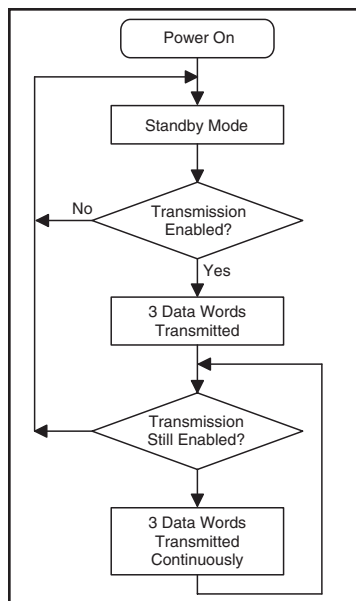 Power On
Standby Mode
Transmission
Enabled?
No
Yes
3 Data Words
Transmitted
Transmission
Still Enabled?
3 Data Words
Transmitted
Continuously